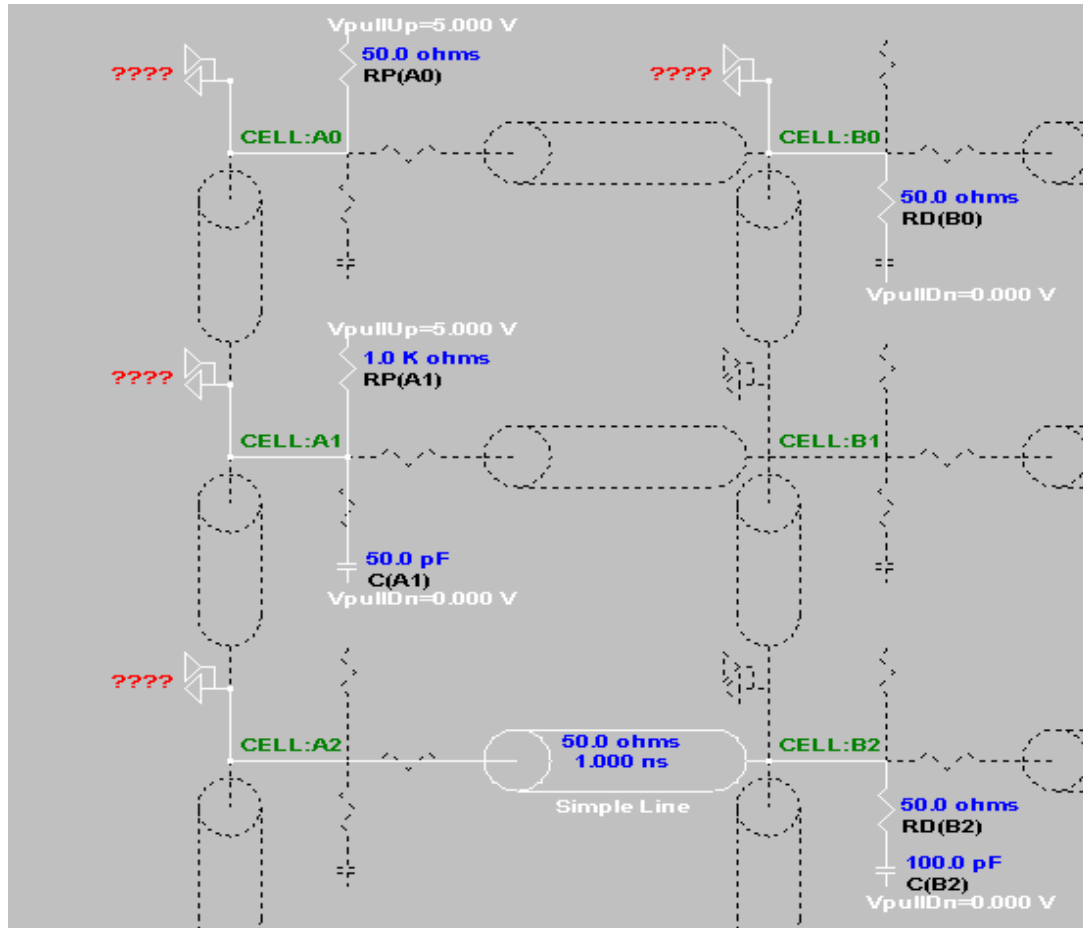 VpullUp=5.000 V
50.0 ohms
RP(A0)
????
????
CELL:A0
CELL:B0
50.0 ohms
RD(B0)
VpullDn=0.000 V
VpullUp=5.000 V
1.0 K ohms
RP(A1)
????
CELL:A1
CELL:B1
50.0 pF
C(A1)
VpullDn=0.000 V
????
CELL:A2
50.0 ohms
1.000 ns
Simple Line
CELL:B2
50.0 ohms
RD(B2)
100.0 pF
C(B2)
VpullDn=0.000 V